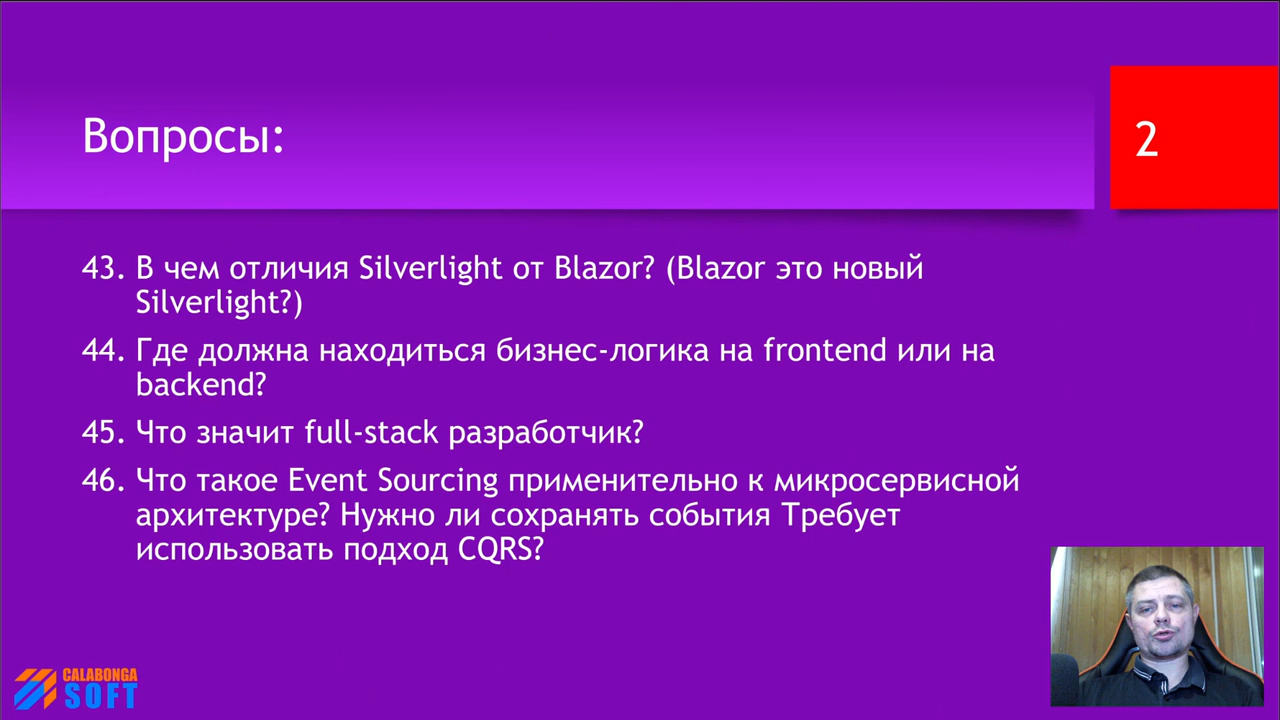 Вопросы:
2
43. В чем отличия Silverlight от Blazor? (Blazor это новый
Silverlight?)
44. Где должна находиться бизнес-логика на frontend или на
backend?
45. Что значит full-stack разработчик?
46. Что такое Event Sourcing применительно к микросервисной
архитектуре? Нужно ли сохранять события Требует
использовать подход CQRS?
CALABONGA
SOFT